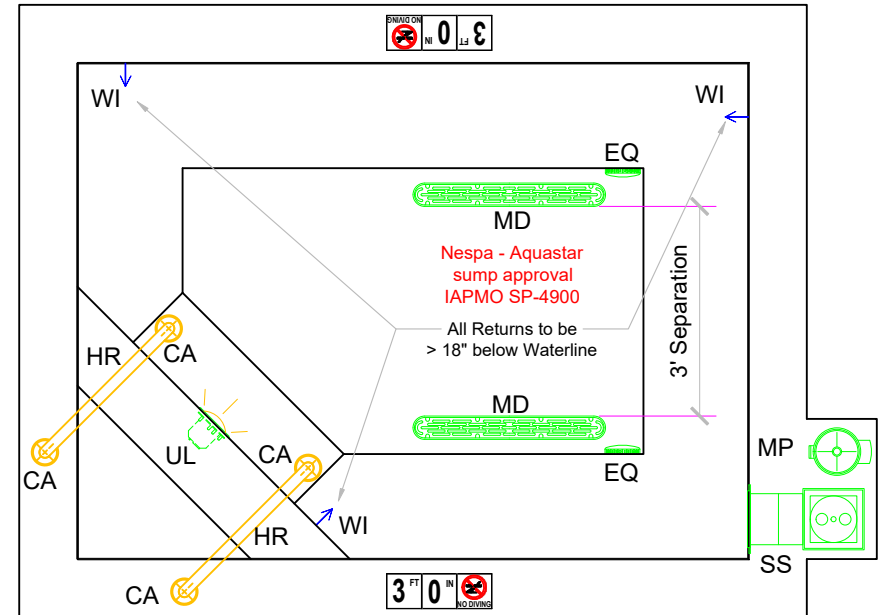 3 FT 0 IN NO DIVING
WI
WI
EQ
MD
Nespa - Aquastar
sump approval
IAPMO SP-4900
All Returns to be
> 18" below Waterline
3' Separation
HR
CA
MD
UL
CA
MP
CA
EQ
WI
HR
SS
CA
3 FT 0 IN NO DIVING